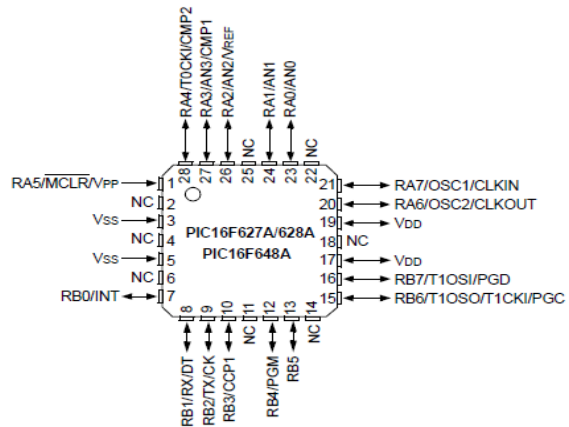 RA4/T0CKI/CMP2
RA3/AN3/CMP1
RA2/AN2/VREF
NC
RA1/AN1
RA0/AN0
NC
28
27
26
25
24
23
22
RA5/MCLR/VPP
1
NC
2
VSS
3
NC
4
VSS
5
NC
6
RB0/INT
7
PIC16F627A/628A
PIC16F648A
21
RA7/OSC1/CLKIN
20
RA6/OSC2/CLKOUT
19
VDD
18
NC
17
VDD
16
RB7/T1OSI/PGD
15
RB6/T1OSO/T1CKI/PGC
8
9
10
11
12
13
14
RB1/RX/DT
RB2/TX/CK
RB3/CCP1
NC
RB4/PGM
RB5
NC